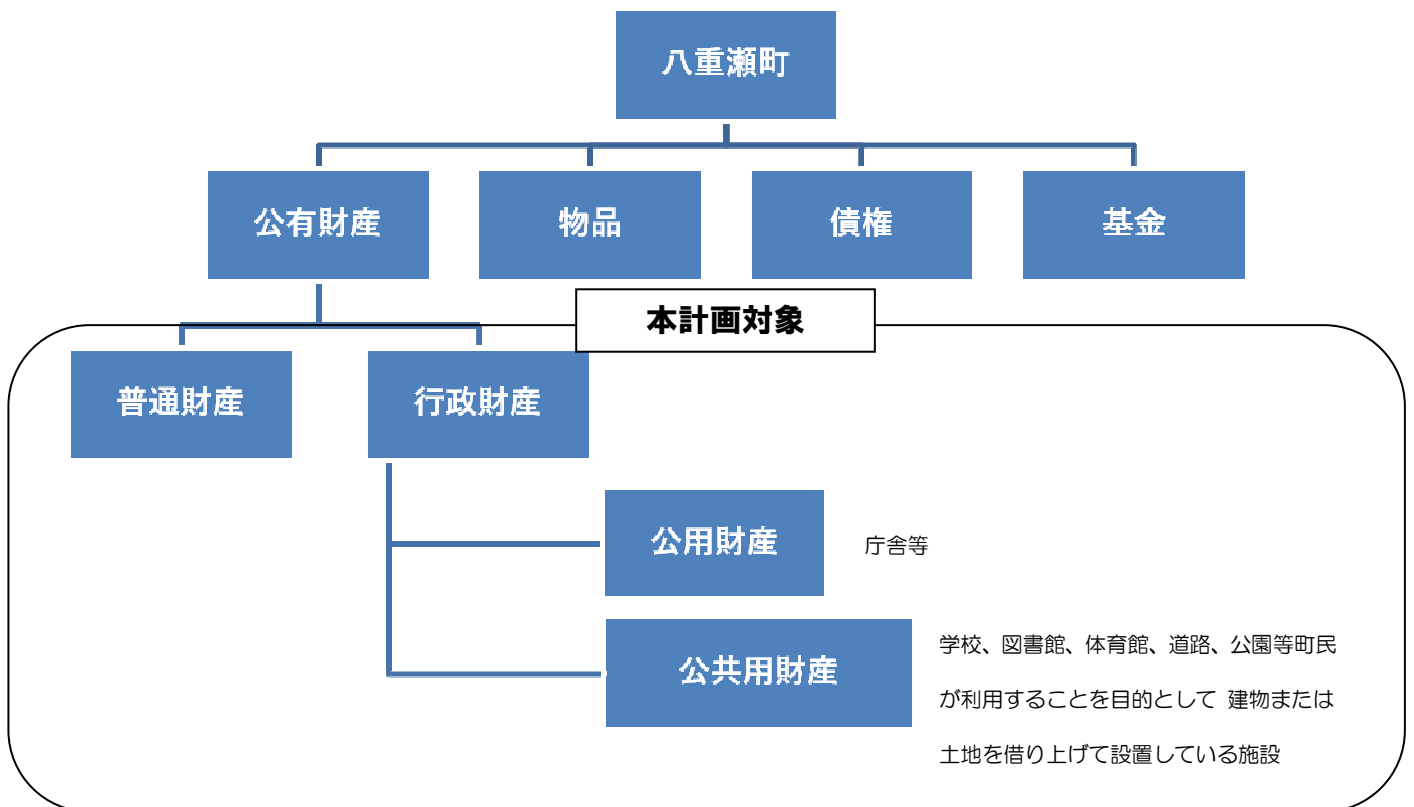 八重瀬町
公有財産
物品
債権
基金
本計画対象
普通財産
行政財産
公用財産
庁舎等
公共用財産
学校、図書館、体育館、道路、公園等町民
が利用することを目的として 建物または
土地を借り上げて設置している施設